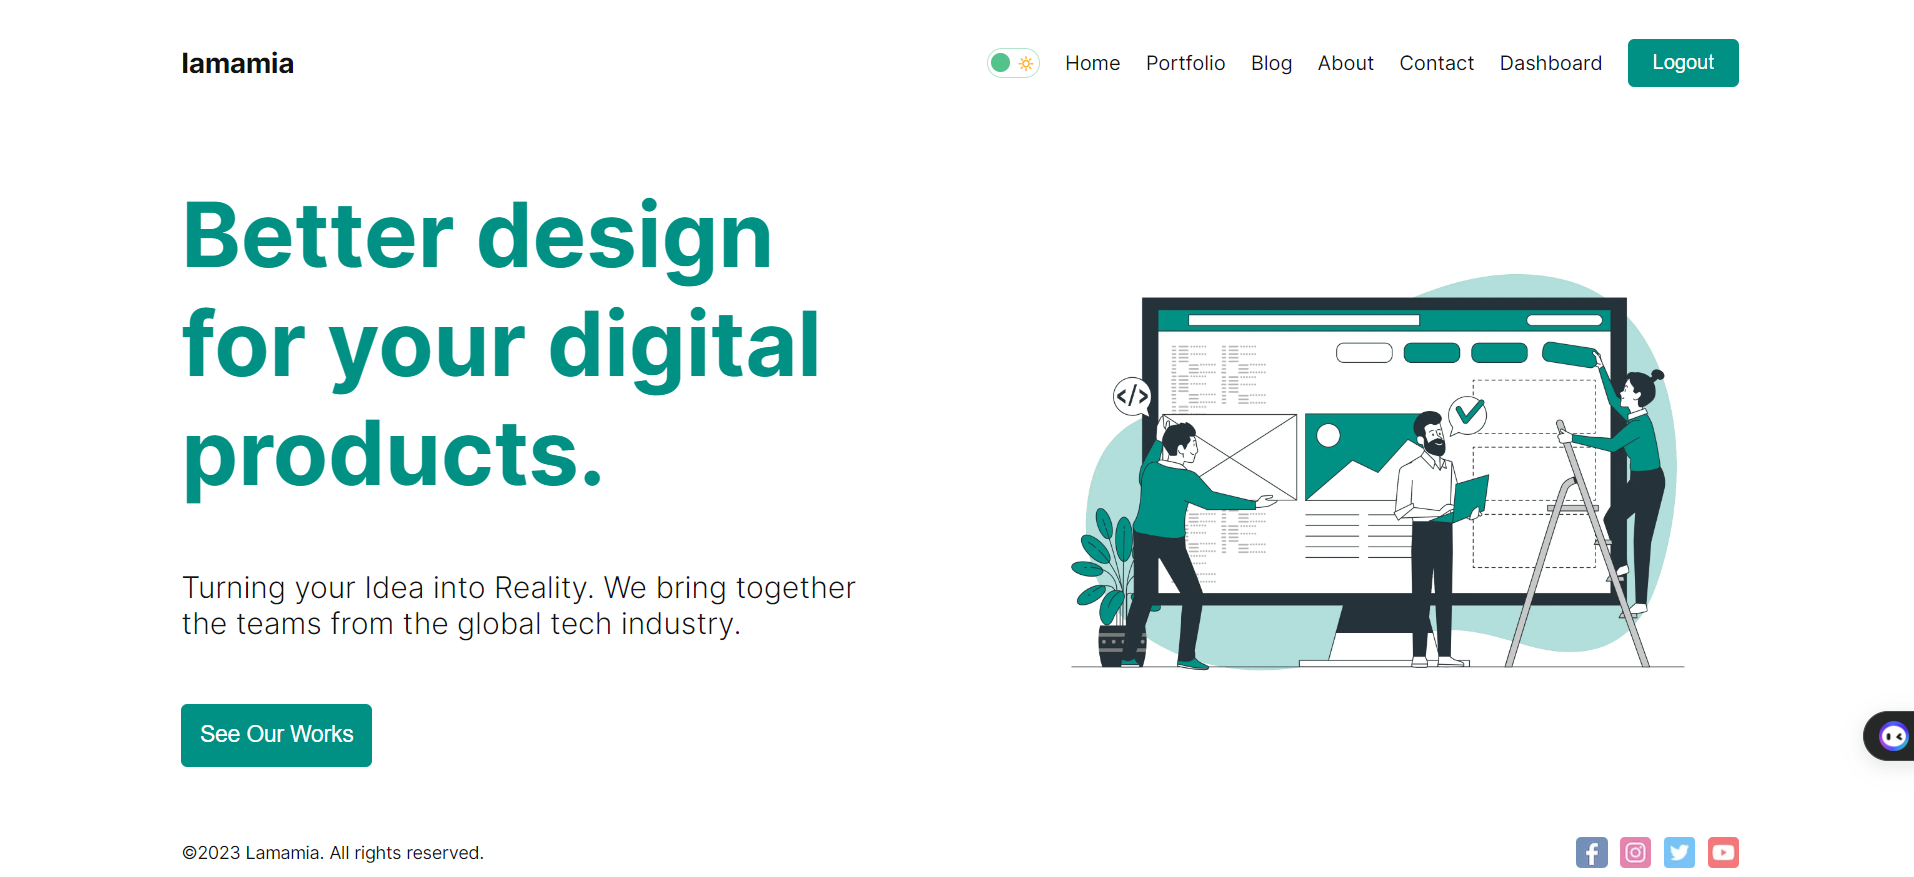 lamamia
Home Portfolio Blog About Contact Dashboard Logout
Better design
for your digital
products.
</>
Turning your Idea into Reality. We bring together
the teams from the global tech industry.
See Our Works
©2023 Lamamia. All rights reserved.